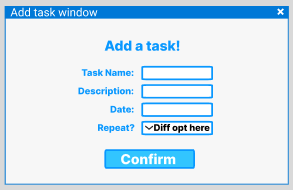 Add task window ×
Add a task!
Task Name:
Description:
Date:
Repeat? Diff opt here
Confirm